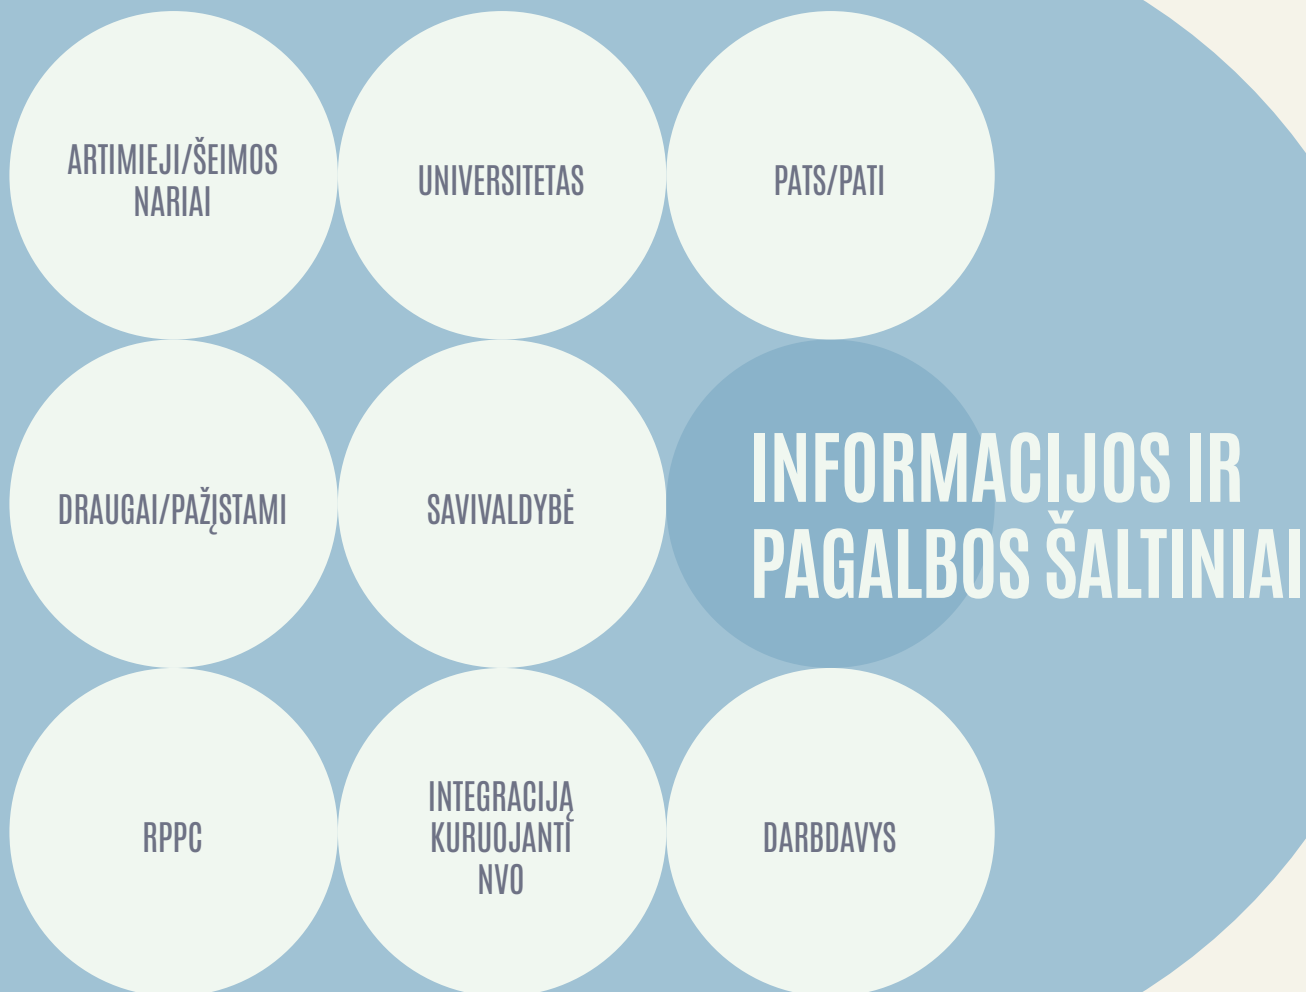 ARTIMIEJI/ŠEIMOS
NARIAI
UNIVERSITETAS
PATS/PATI
DRAUGAI/PAŽĮSTAMI
SAVIVALDYBĖ
INFORMACIJOS IR
PAGALBOS ŠALTINIAI
RPPC
INTEGRACIJĄ
KURUOJANTI
NVO
DARBDAVYS